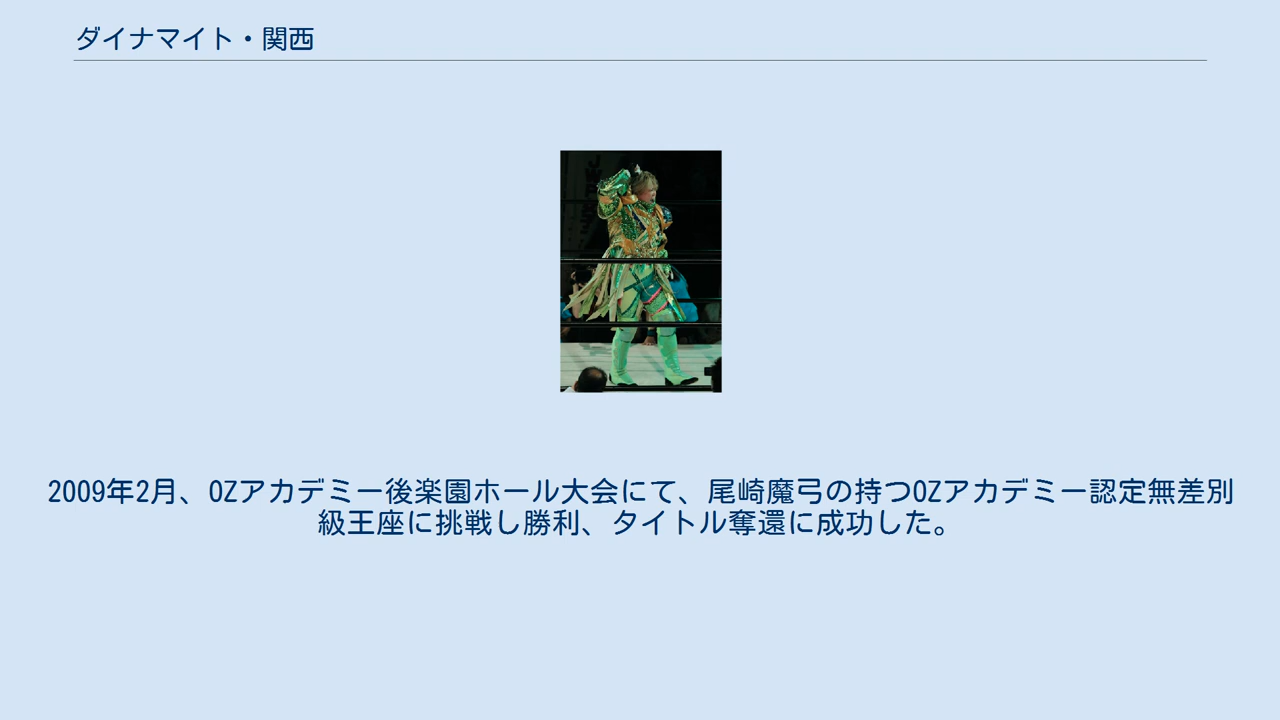 ダイナマイト・関西
2009年2月、OZアカデミー後楽園ホール大会にて、尾崎魔弓の持つOZアカデミー認定無差別
級王座に挑戦し勝利、タイトル奪還に成功した。